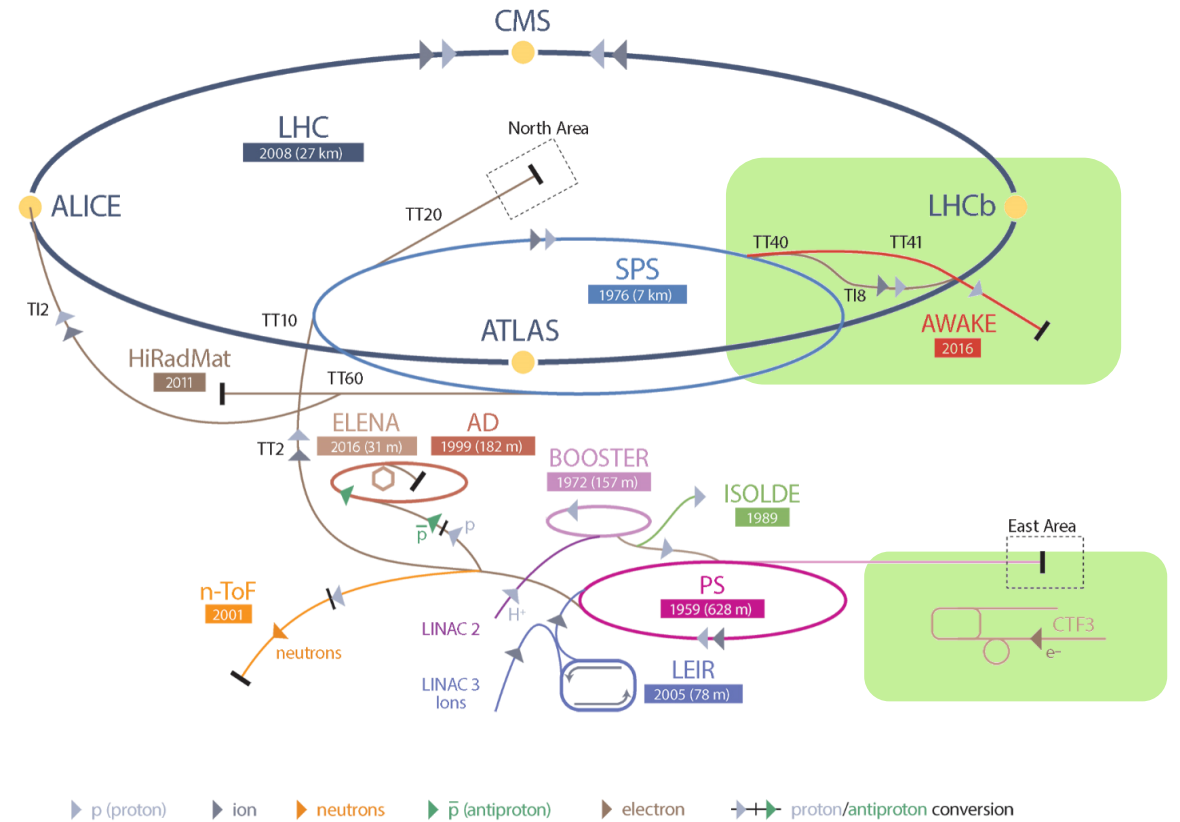 CMS
LHC
2008 (27 km)
North Area
ALICE
TT20
LHCb
TT40
TT41
SPS
1976 (7 km)
TI8
TI2
TT10
ATLAS
AWAKE
2016
HiRadMat
2011
TT60
ELENA
2016 (31 m)
AD
1999 (182 m)
TT2
BOOSTER
1972 (157 m)
ISOLDE
1989
p̅
p
East Area
n-ToF
2001
PS
1959 (628 m)
H⁺
LINAC 2
neutrons
CTF3
e⁻
LEIR
2005 (78 m)
LINAC 3
Ions
p (proton)
ion
neutrons
p̅ (antiproton)
electron
proton/antiproton conversion